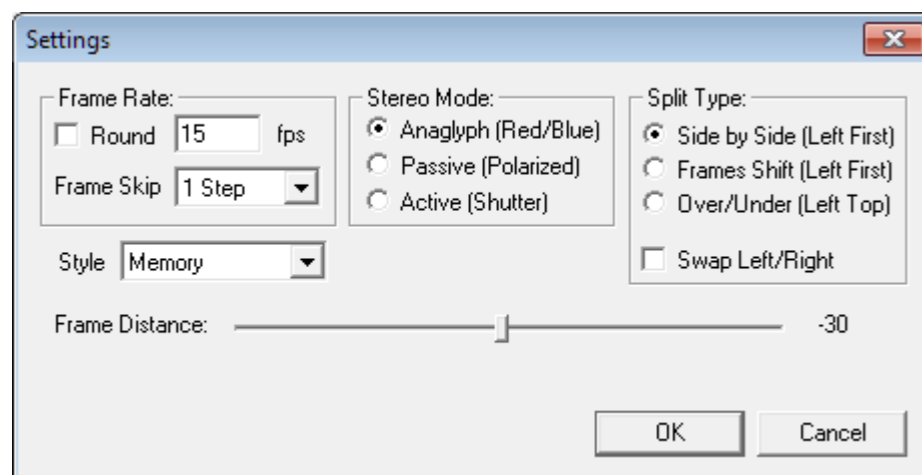 Settings
Frame Rate:
Round 15 fps
Frame Skip 1 Step
Style Memory
Stereo Mode:
Anaglyph (Red/Blue)
Passive (Polarized)
Active (Shutter)
Split Type:
Side by Side (Left First)
Frames Shift (Left First)
Over/Under (Left Top)
Swap Left/Right
Frame Distance: -30
OK Cancel